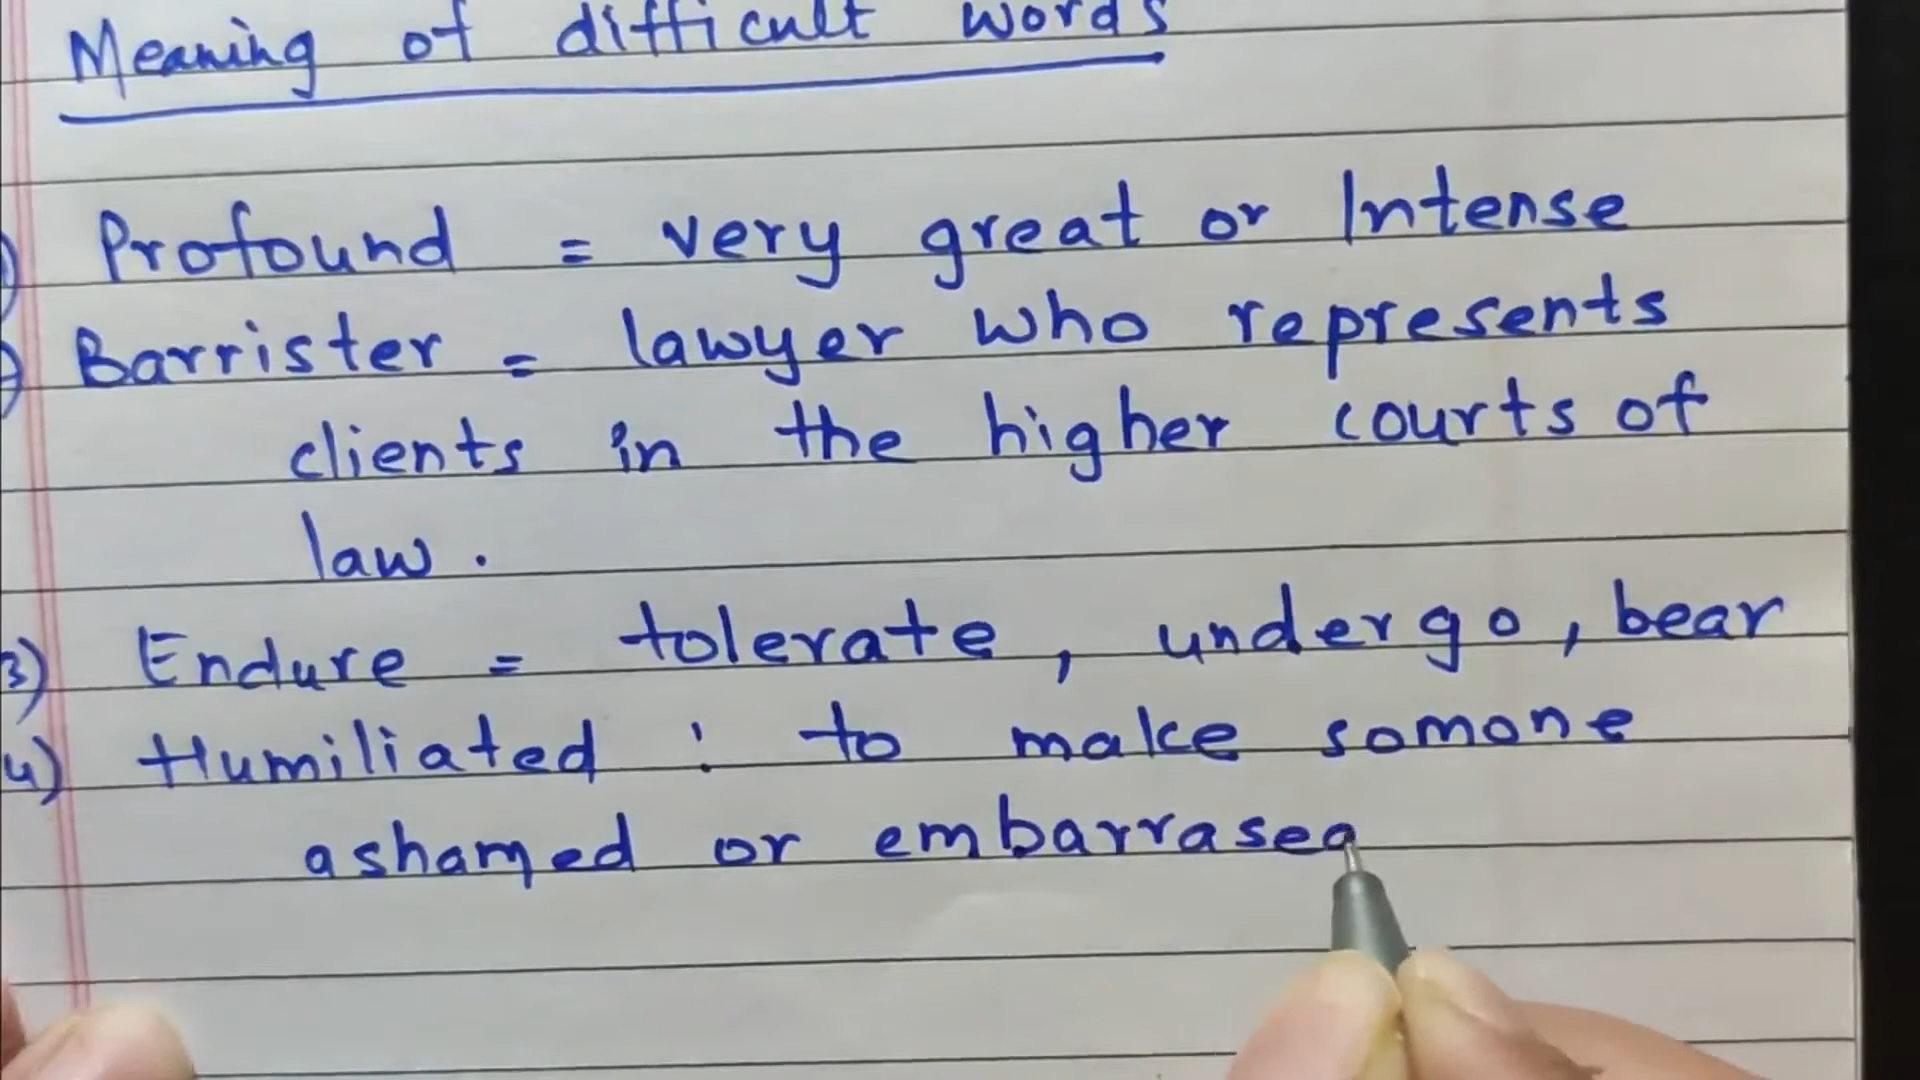 Meaning of difficult words
Profound = very great or Intense
Barrister = lawyer who represents
clients in the higher courts of
law.
3) Endure = tolerate, undergo, bear
4) Humiliated : to make somone
ashamed or embarrasea